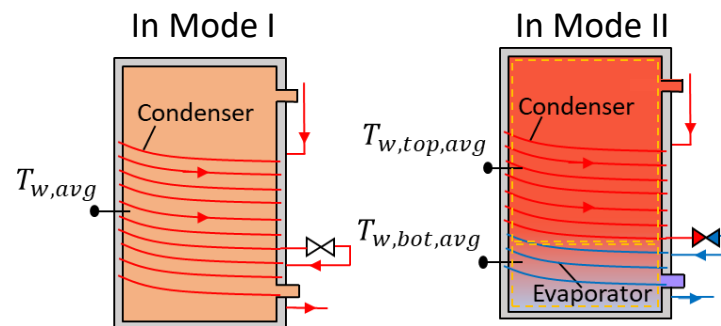 In Mode I
In Mode II
Condenser
T_{w,avg}
Condenser
T_{w,top,avg}
T_{w,bot,avg}
Evaporator